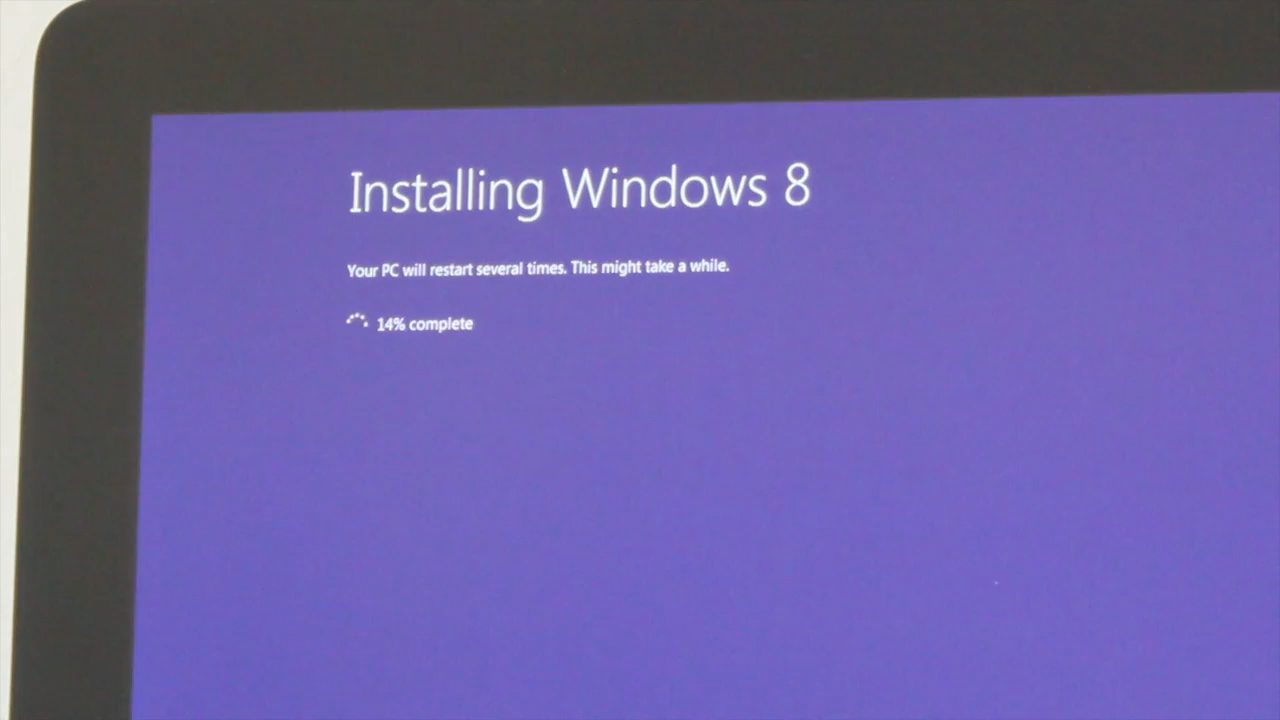 Installing Windows 8
Your PC will restart several times. This might take a while.
14% complete